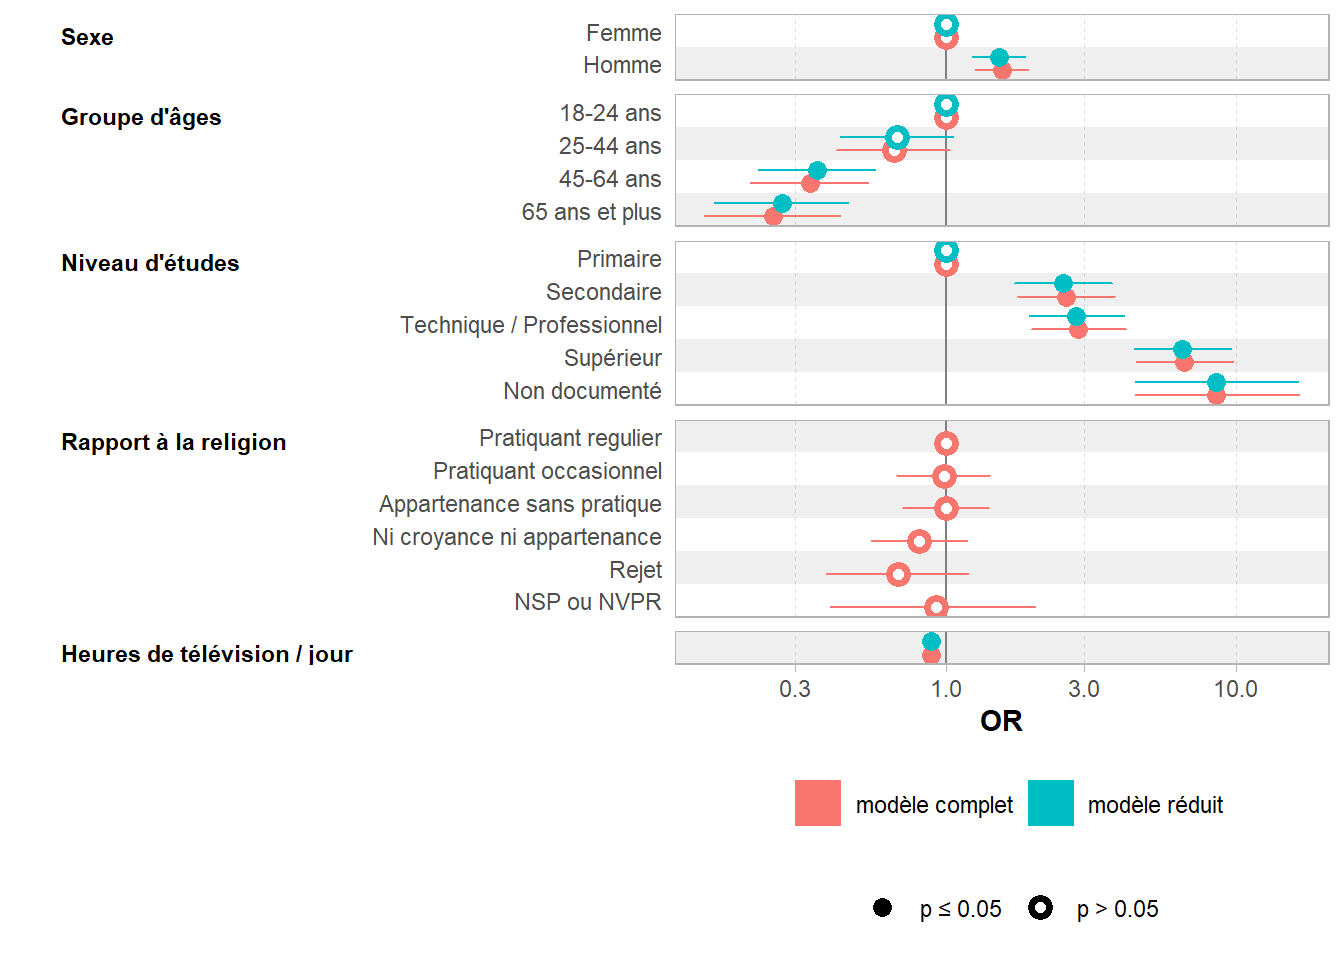 Sexe
Femme
Homme
Groupe d'âges
18-24 ans
25-44 ans
45-64 ans
65 ans et plus
Niveau d'études
Primaire
Secondaire
Technique / Professionnel
Supérieur
Non documenté
Rapport à la religion
Pratiquant regulier
Pratiquant occasionnel
Appartenance sans pratique
Ni croyance ni appartenance
Rejet
NSP ou NVPR
Heures de télévision / jour
0.3 1.0 3.0 10.0
OR
modèle complet modèle réduit
p ≤ 0.05 p > 0.05